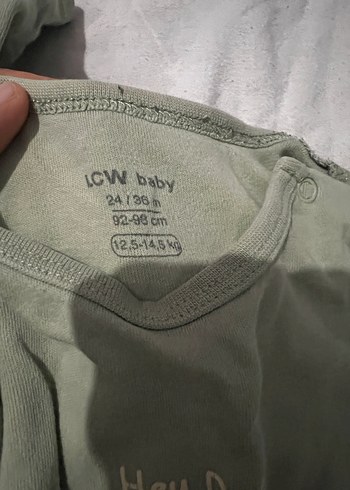 LCW baby
24 / 36 m
92-98 cm
12,5-14,5 kg